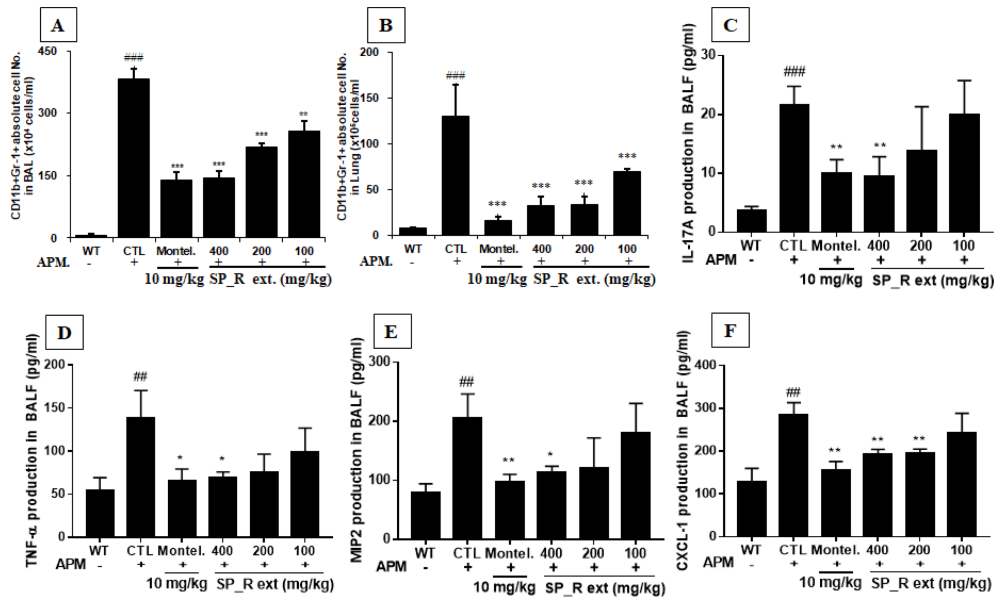 A
CD11b+Gr-1+ absolute cell No.
in BAL (x10⁴ cells/ml)
450
300
150
0
###
***
***
***
**
WT CTL Montel. 400 200 100
APM. - + + + + +
10 mg/kg SP_R ext. (mg/kg)
B
CD11b+Gr-1+ absolute cell No.
200
150
100
50
0
###
***
***
***
***
WT CTL Montel. 400 200 100
APM. - + + + + +
10 mg/kg SP_R ext. (mg/kg)
C
IL-17A production in BALF (pg/ml)
30
20
10
0
###
**
**
WT CTL Montel. 400 200 100
APM - + + + + +
10 mg/kg SP_R ext (mg/kg)
D
TNF-α production in BALF (pg/ml)
200
150
100
50
0
##
*
*
WT CTL Montel. 400 200 100
APM - + + + + +
10 mg/kg SP_R ext (mg/kg)
E
MIP2 production in BALF (pg/ml)
300
200
100
0
##
**
*
WT CTL Montel. 400 200 100
APM - + + + + +
10 mg/kg SP_R ext (mg/kg)
F
CXCL-1 production in BALF (pg/ml)
400
300
200
100
0
##
**
**
**
WT CTL Montel. 400 200 100
APM - + + + + +
10 mg/kg SP_R ext (mg/kg)